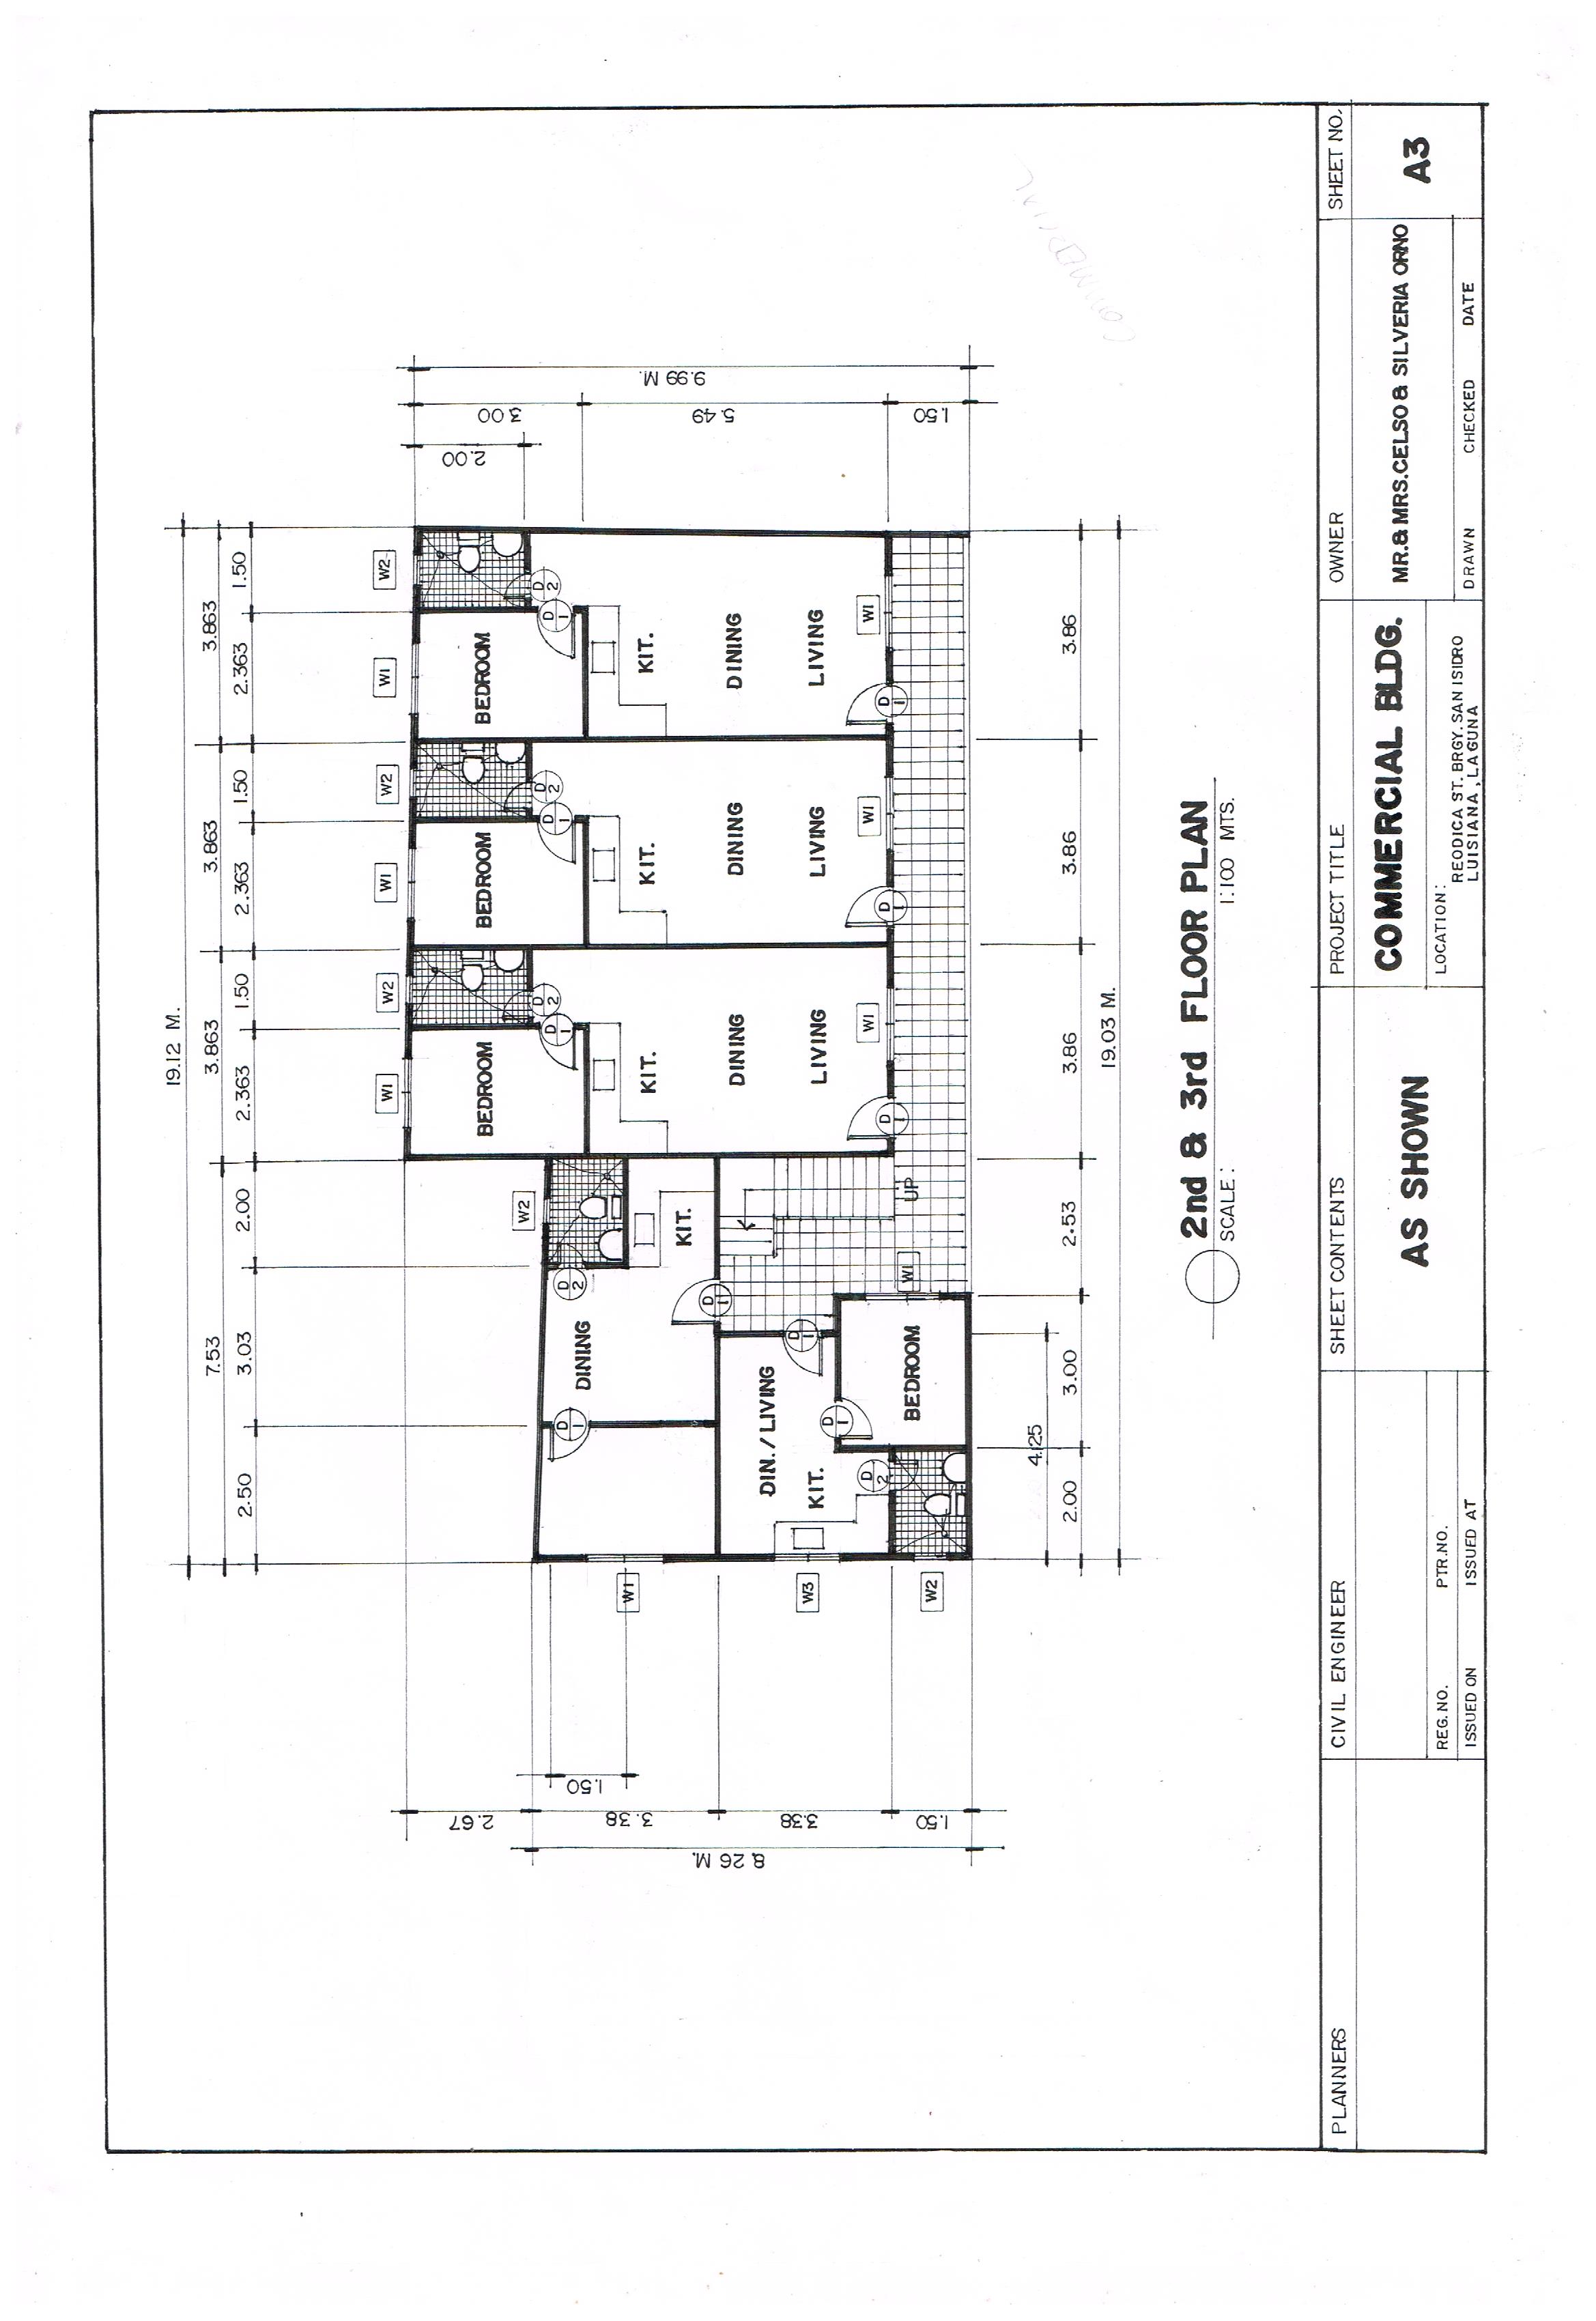 19.12 M.
7.53
3.863
3.863
3.863
2.50
3.03
2.00
2.363
1.50
2.363
1.50
2.363
1.50
W2
W1
W2
W1
W2
W1
W2
9.99 M.
3.00
5.49
1.50
2.00
BEDROOM
BEDROOM
BEDROOM
D 2
D 1
D 2
D 1
D 2
D 1
KIT.
KIT.
KIT.
DINING
DINING
DINING
LIVING
LIVING
LIVING
W1
W1
W1
D 1
D 1
D 1
D 2
KIT.
DINING
D 1
D 1
UP
W1
D 1
DIN. / LIVING
KIT.
D 1
D 2
BEDROOM
W1
W3
W2
1.50
2.67
3.38
3.38
1.50
8.26 M.
4.125
2.00
3.00
2.53
3.86
3.86
3.86
19.03 M.
2nd & 3rd FLOOR PLAN
SCALE: 1:100 MTS.
COMMERCIAL
PLANNERS
CIVIL ENGINEER
REG. NO. PTR. NO.
ISSUED ON ISSUED AT
SHEET CONTENTS
AS SHOWN
PROJECT TITLE
COMMERCIAL BLDG.
LOCATION:
REODICA ST. BRGY. SAN ISIDRO
LUISIANA, LAGUNA
OWNER
MR.& MRS.CELSO & SILVERIA ORNO
DRAWN CHECKED DATE
SHEET NO.
A3